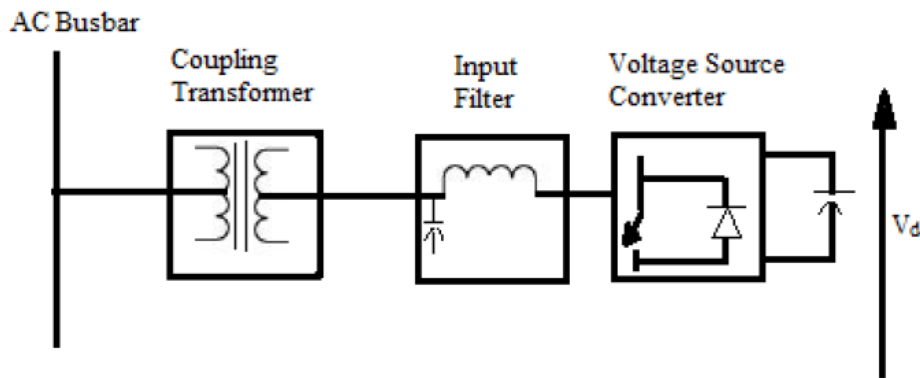 AC Busbar
Coupling
Transformer
Input
Filter
Voltage Source
Converter
Vd